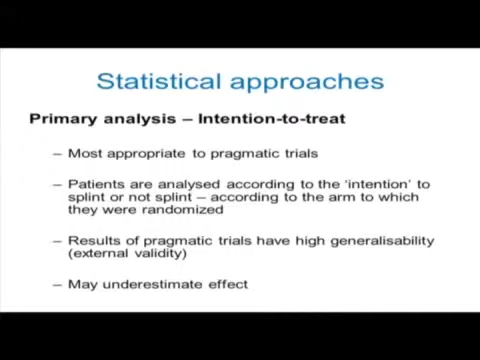 Statistical approaches
Primary analysis – Intention-to-treat
– Most appropriate to pragmatic trials
– Patients are analysed according to the 'intention' to
splint or not splint – according to the arm to which
they were randomized
– Results of pragmatic trials have high generalisability
(external validity)
– May underestimate effect